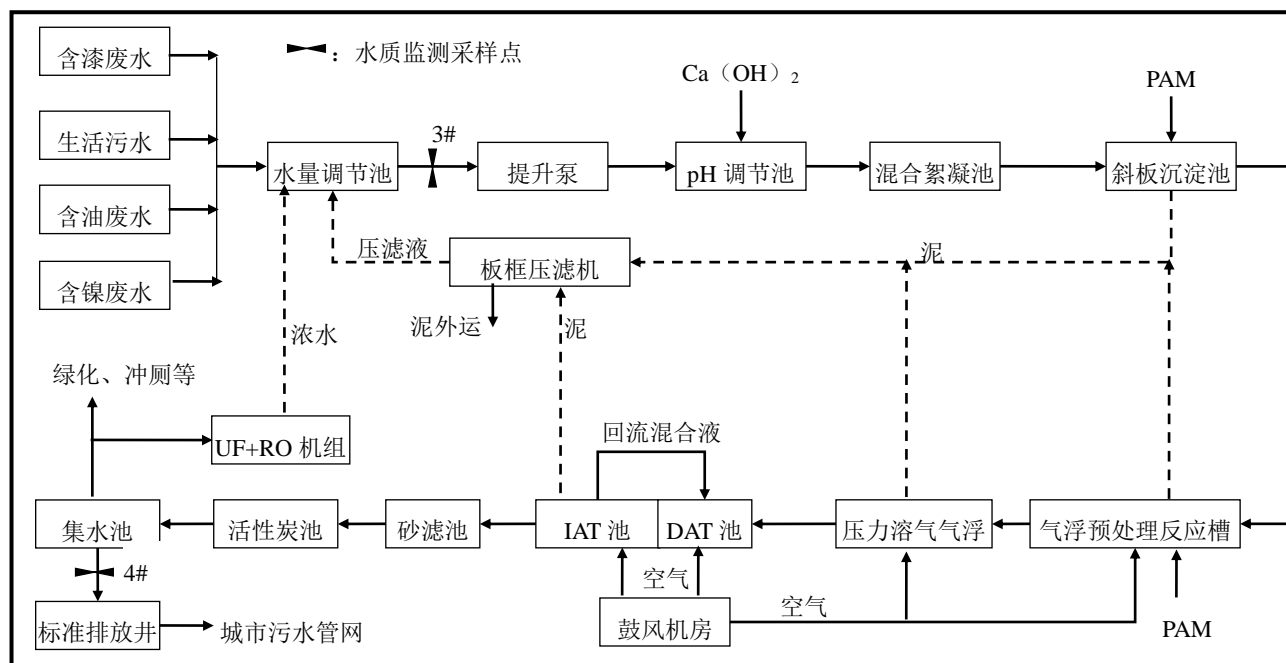 含漆废水
：水质监测采样点
Ca（OH）2
PAM
生活污水
3#
水量调节池
提升泵
pH 调节池
混合絮凝池
斜板沉淀池
含油废水
压滤液
板框压滤机
泥
含镍废水
泥外运
泥
浓水
绿化、冲厕等
UF+RO 机组
回流混合液
集水池
活性炭池
砂滤池
IAT 池
DAT 池
压力溶气气浮
气浮预处理反应槽
4#
空气
空气
标准排放井
城市污水管网
鼓风机房
PAM